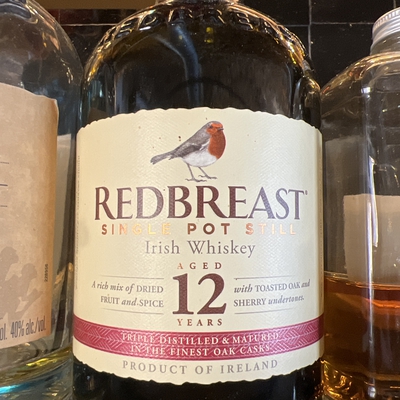 REDBREAST®
SINGLE POT STILL
Irish Whiskey
AGED
12
YEARS
A rich mix of DRIED
FRUIT and SPICE
with TOASTED OAK and
SHERRY undertones.
TRIPLE DISTILLED & MATURED
IN THE FINEST OAK CASKS
PRODUCT OF IRELAND
ol. 40% alc/vol.